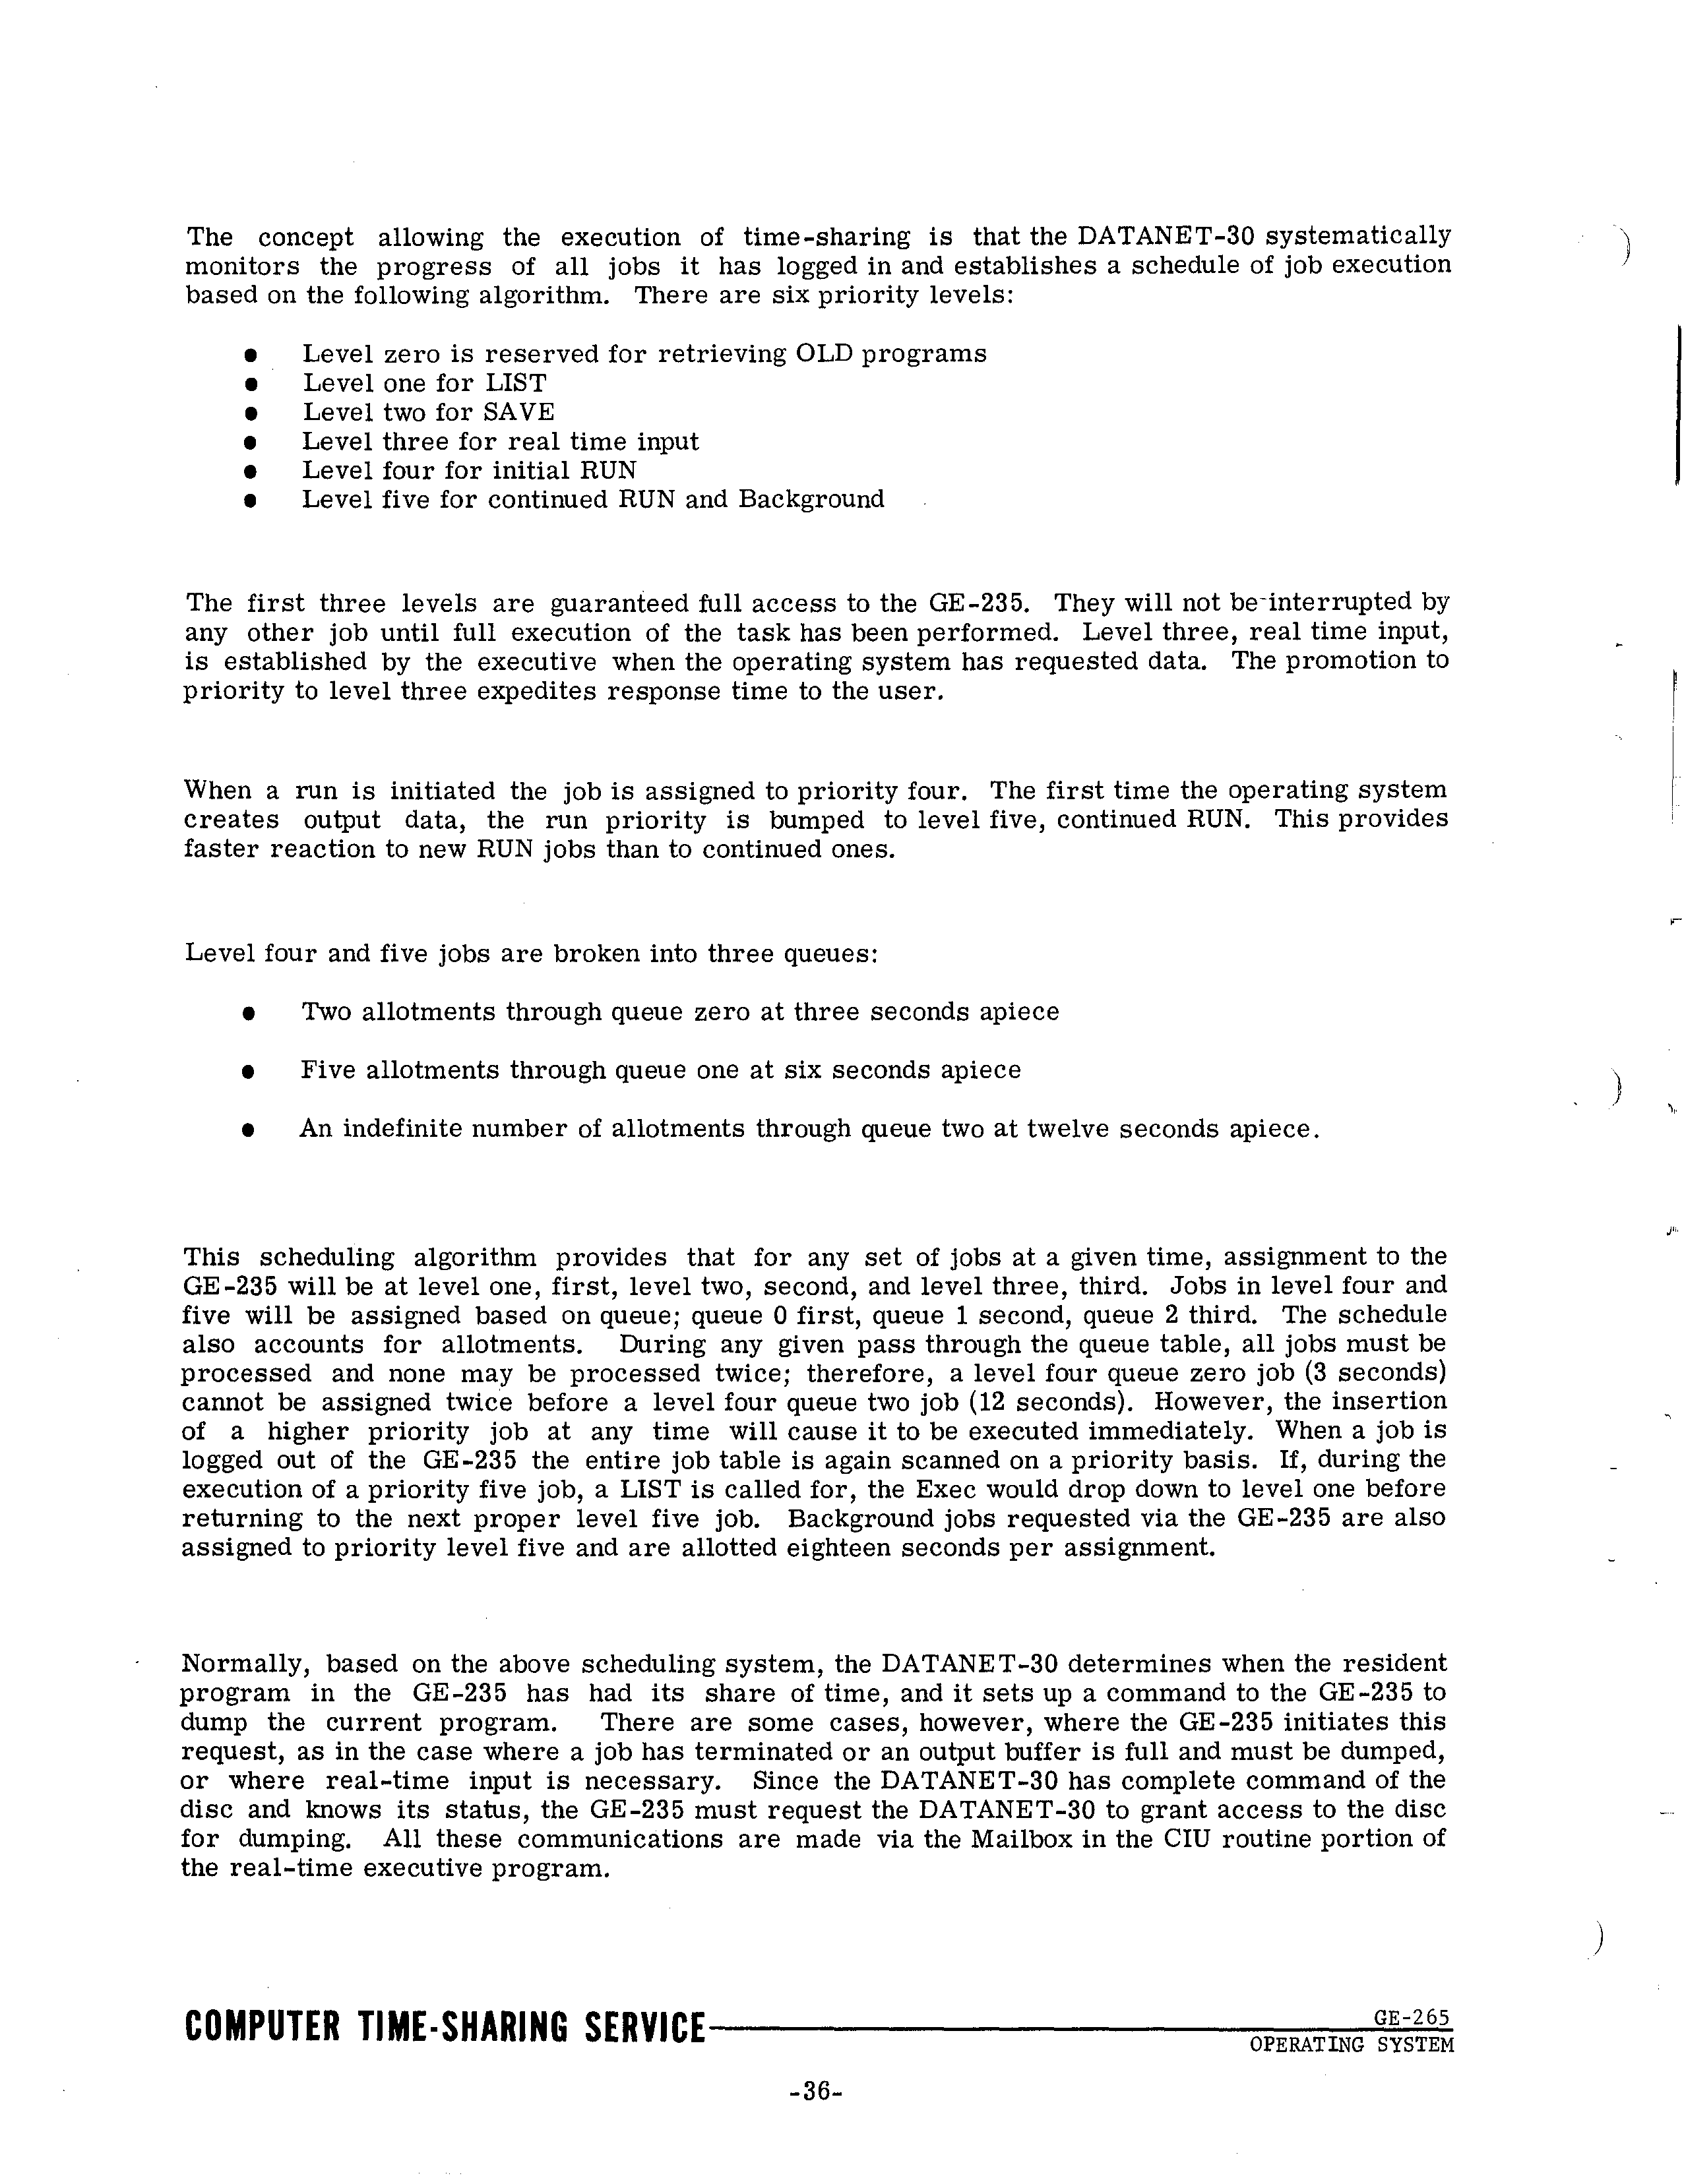 The concept allowing the execution of time-sharing is that the DATANET-30 systematically
monitors the progress of all jobs it has logged in and establishes a schedule of job execution
based on the following algorithm. There are six priority levels:
● Level zero is reserved for retrieving OLD programs
● Level one for LIST
● Level two for SAVE
● Level three for real time input
● Level four for initial RUN
● Level five for continued RUN and Background
The first three levels are guaranteed full access to the GE-235. They will not be-interrupted by
any other job until full execution of the task has been performed. Level three, real time input,
is established by the executive when the operating system has requested data. The promotion to
priority to level three expedites response time to the user.
When a run is initiated the job is assigned to priority four. The first time the operating system
creates output data, the run priority is bumped to level five, continued RUN. This provides
faster reaction to new RUN jobs than to continued ones.
Level four and five jobs are broken into three queues:
● Two allotments through queue zero at three seconds apiece
● Five allotments through queue one at six seconds apiece
● An indefinite number of allotments through queue two at twelve seconds apiece.
This scheduling algorithm provides that for any set of jobs at a given time, assignment to the
GE-235 will be at level one, first, level two, second, and level three, third. Jobs in level four and
five will be assigned based on queue; queue 0 first, queue 1 second, queue 2 third. The schedule
also accounts for allotments. During any given pass through the queue table, all jobs must be
processed and none may be processed twice; therefore, a level four queue zero job (3 seconds)
cannot be assigned twice before a level four queue two job (12 seconds). However, the insertion
of a higher priority job at any time will cause it to be executed immediately. When a job is
logged out of the GE-235 the entire job table is again scanned on a priority basis. If, during the
execution of a priority five job, a LIST is called for, the Exec would drop down to level one before
returning to the next proper level five job. Background jobs requested via the GE-235 are also
assigned to priority level five and are allotted eighteen seconds per assignment.
Normally, based on the above scheduling system, the DATANET-30 determines when the resident
program in the GE-235 has had its share of time, and it sets up a command to the GE-235 to
dump the current program. There are some cases, however, where the GE-235 initiates this
request, as in the case where a job has terminated or an output buffer is full and must be dumped,
or where real-time input is necessary. Since the DATANET-30 has complete command of the
disc and knows its status, the GE-235 must request the DATANET-30 to grant access to the disc
for dumping. All these communications are made via the Mailbox in the CIU routine portion of
the real-time executive program.
COMPUTER TIME-SHARING SERVICE
GE-265
OPERATING SYSTEM
-36-